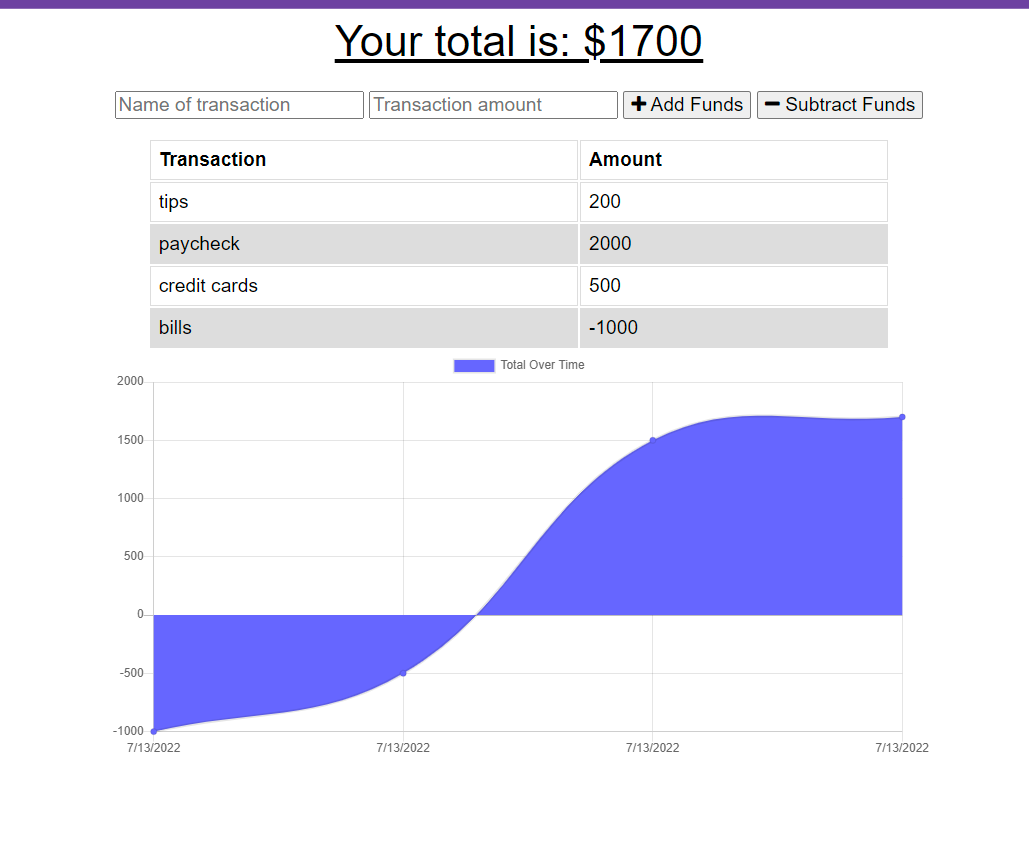 Your total is: $1700
Name of transaction Transaction amount Add Funds Subtract Funds
Transaction Amount
tips 200
paycheck 2000
credit cards 500
bills -1000
Total Over Time
2000
1500
1000
500
0
-500
-1000
7/13/2022 7/13/2022 7/13/2022 7/13/2022